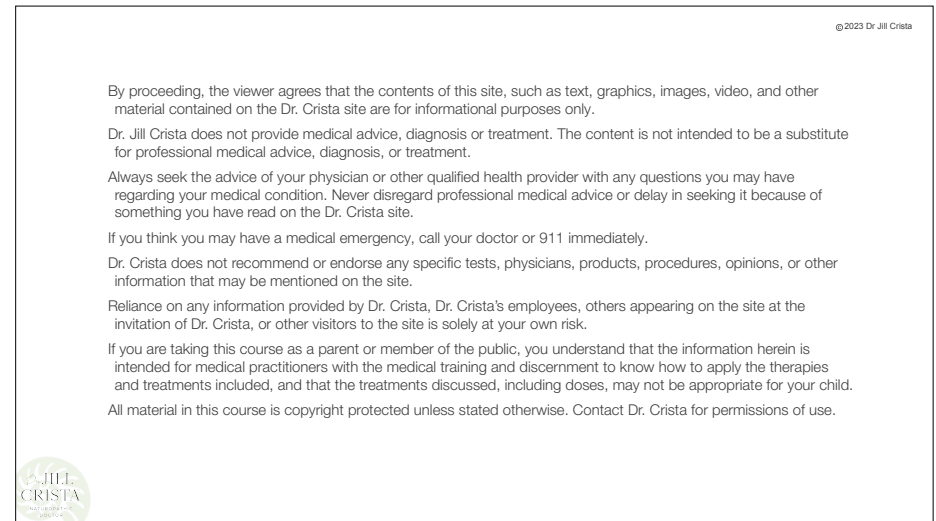 ©2023 Dr Jill Crista
By proceeding, the viewer agrees that the contents of this site, such as text, graphics, images, video, and other
material contained on the Dr. Crista site are for informational purposes only.
Dr. Jill Crista does not provide medical advice, diagnosis or treatment. The content is not intended to be a substitute
for professional medical advice, diagnosis, or treatment.
Always seek the advice of your physician or other qualified health provider with any questions you may have
regarding your medical condition. Never disregard professional medical advice or delay in seeking it because of
something you have read on the Dr. Crista site.
If you think you may have a medical emergency, call your doctor or 911 immediately.
Dr. Crista does not recommend or endorse any specific tests, physicians, products, procedures, opinions, or other
information that may be mentioned on the site.
Reliance on any information provided by Dr. Crista, Dr. Crista’s employees, others appearing on the site at the
invitation of Dr. Crista, or other visitors to the site is solely at your own risk.
If you are taking this course as a parent or member of the public, you understand that the information herein is
intended for medical practitioners with the medical training and discernment to know how to apply the therapies
and treatments included, and that the treatments discussed, including doses, may not be appropriate for your child.
All material in this course is copyright protected unless stated otherwise. Contact Dr. Crista for permissions of use.
JILL
CRISTA
NATUROPATHIC
DOCTOR